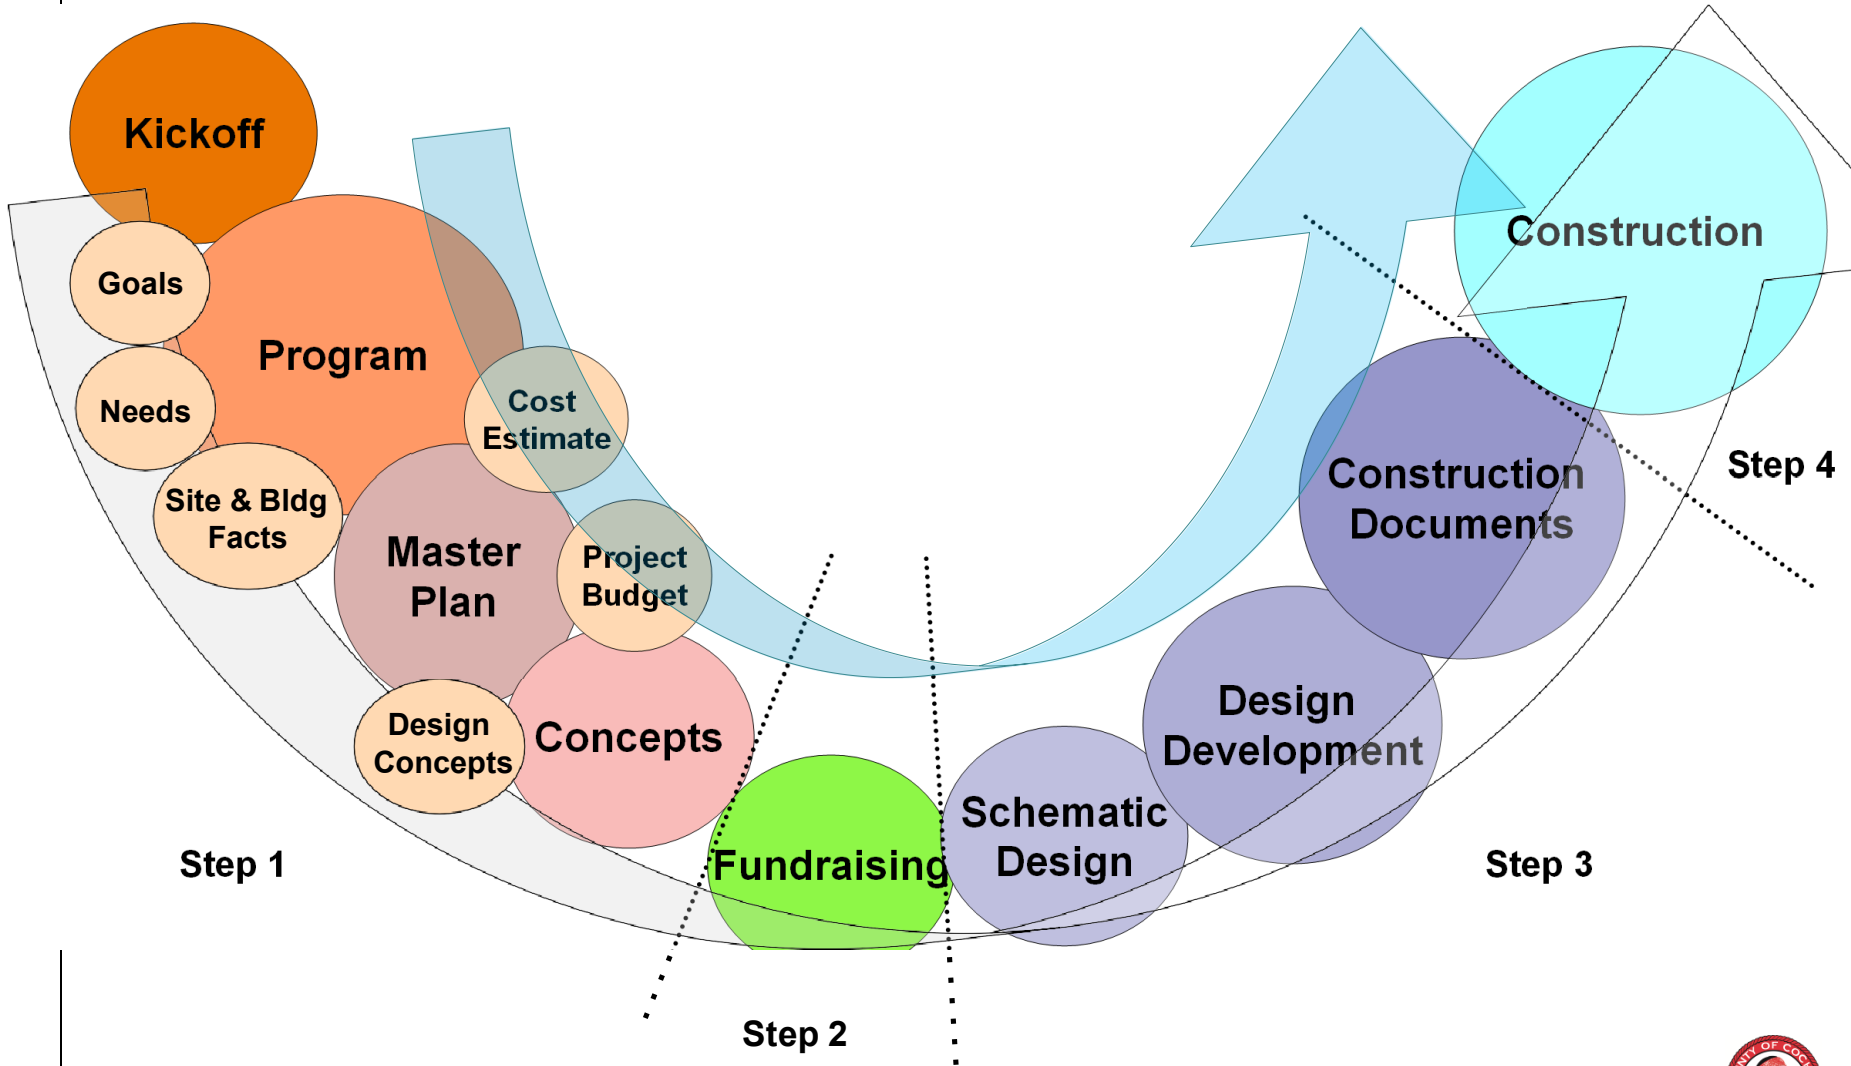 Kickoff
Goals
Program
Needs
Cost
Estimate
Site & Bldg
Facts
Master
Plan
Project
Budget
Design
Concepts
Concepts
Step 1
Fundraising
Step 2
Schematic
Design
Design
Development
Construction
Documents
Step 3
Construction
Step 4
OF